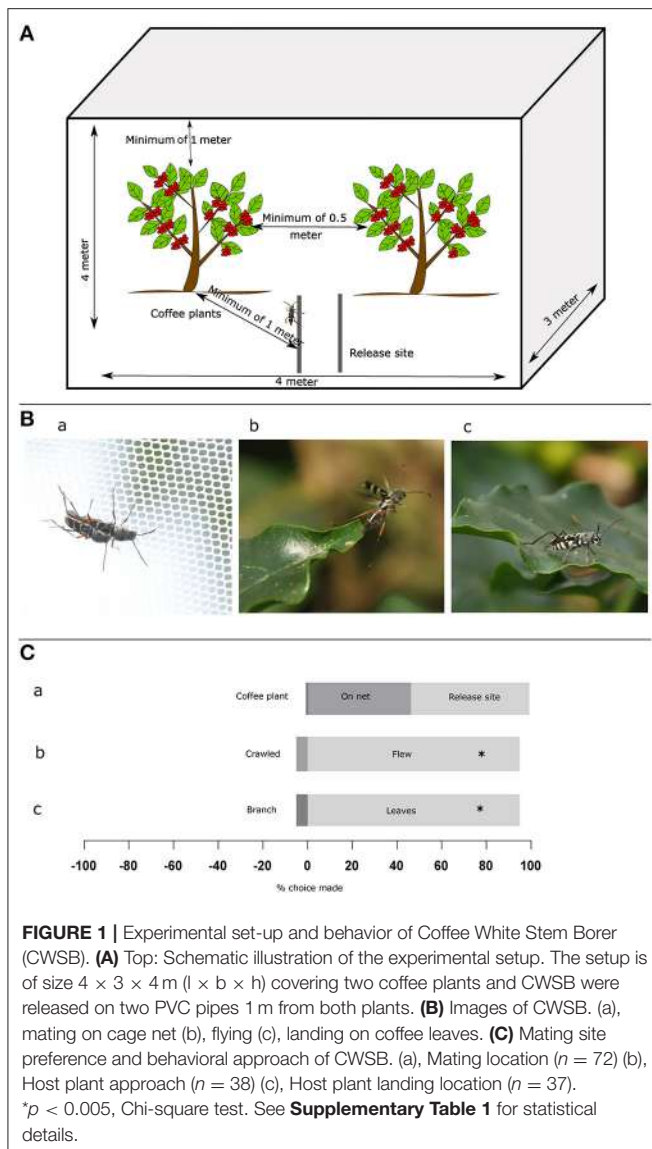 A
Minimum of 1 meter
Minimum of 0.5
meter
4 meter
Minimum of 1 meter
Coffee plants
Release site
3 meter
4 meter
B
a
b
c
C
a
Coffee plant
On net
Release site
b
Crawled
Flew
*
c
Branch
Leaves
*
-100 -80 -60 -40 -20 0 20 40 60 80 100
% choice made
FIGURE 1 | Experimental set-up and behavior of Coffee White Stem Borer
(CWSB). (A) Top: Schematic illustration of the experimental setup. The setup is
of size 4 × 3 × 4 m (l × b × h) covering two coffee plants and CWSB were
released on two PVC pipes 1 m from both plants. (B) Images of CWSB. (a),
mating on cage net (b), flying (c), landing on coffee leaves. (C) Mating site
preference and behavioral approach of CWSB. (a), Mating location (n = 72) (b),
Host plant approach (n = 38) (c), Host plant landing location (n = 37).
*p < 0.005, Chi-square test. See Supplementary Table 1 for statistical
details.